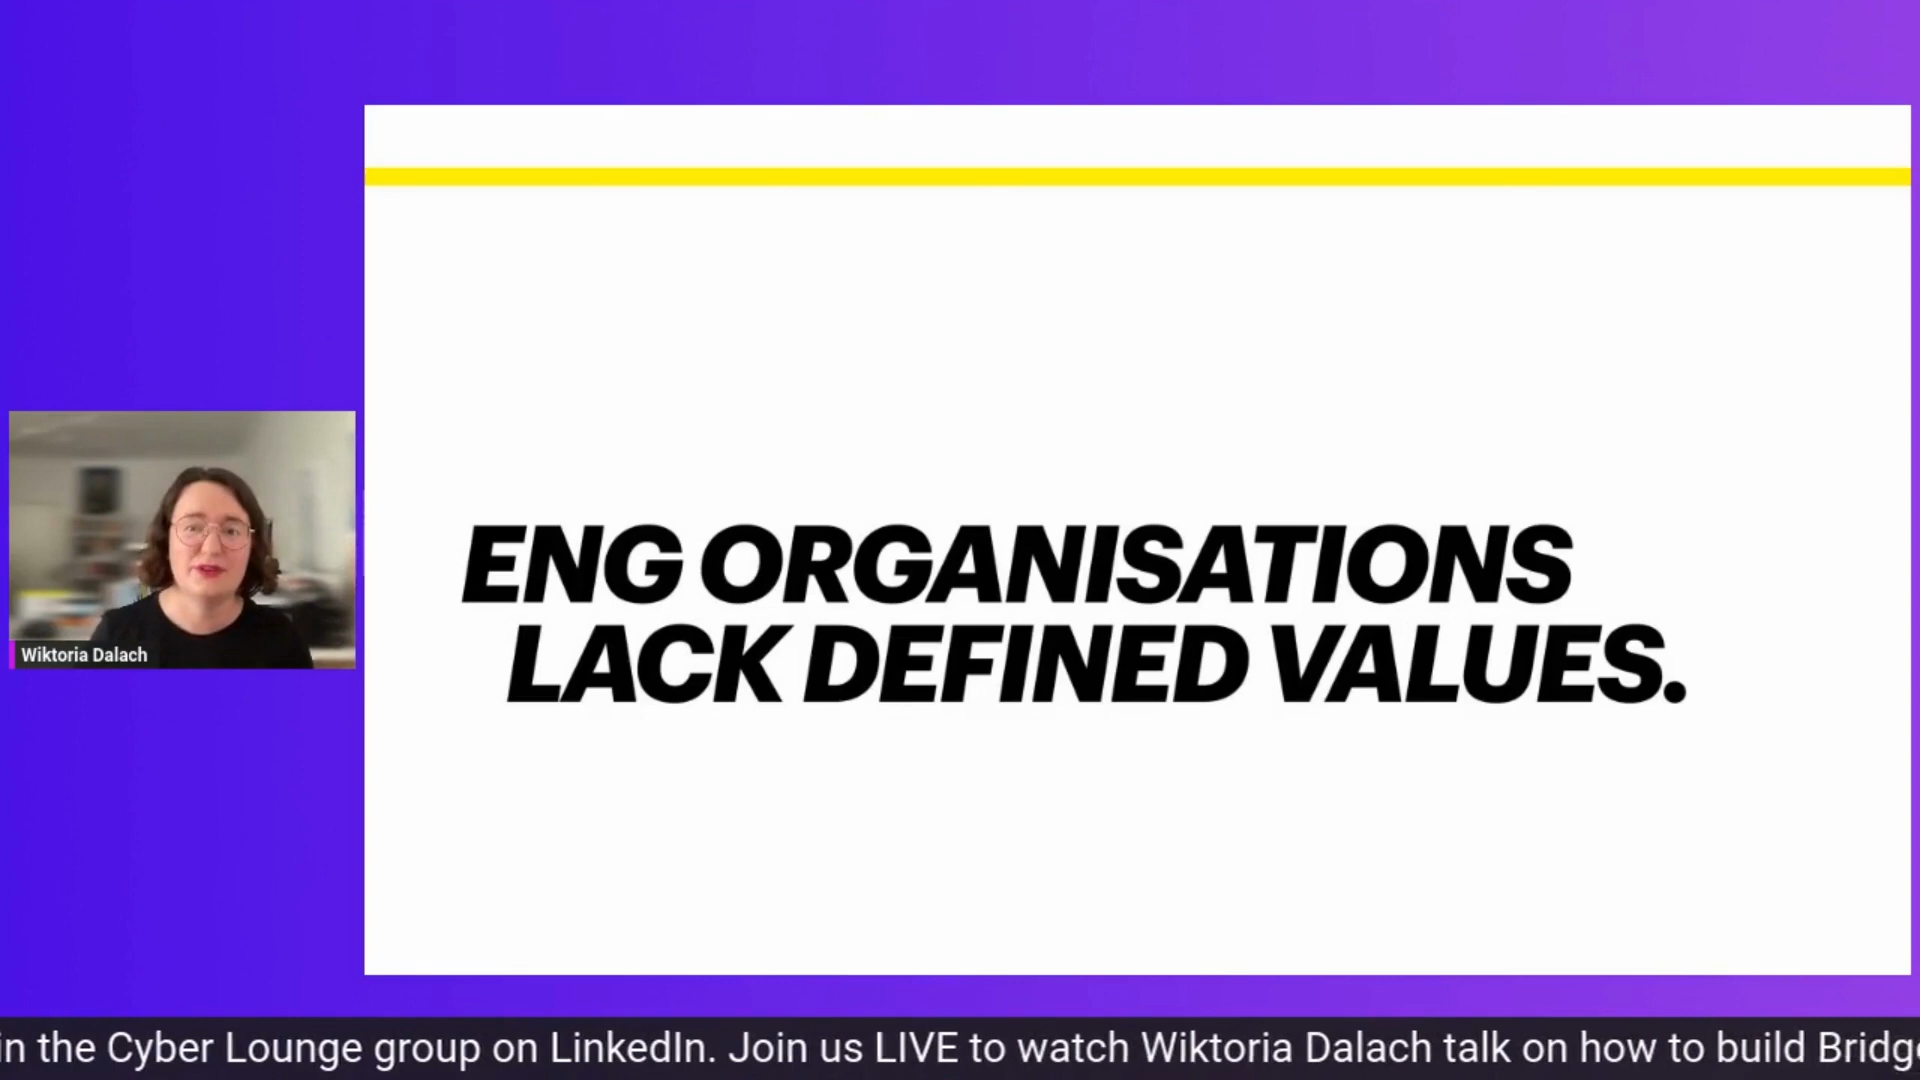 ENG ORGANISATIONS
LACK DEFINED VALUES.
Wiktoria Dalach
in the Cyber Lounge group on LinkedIn. Join us LIVE to watch Wiktoria Dalach talk on how to build Bridge